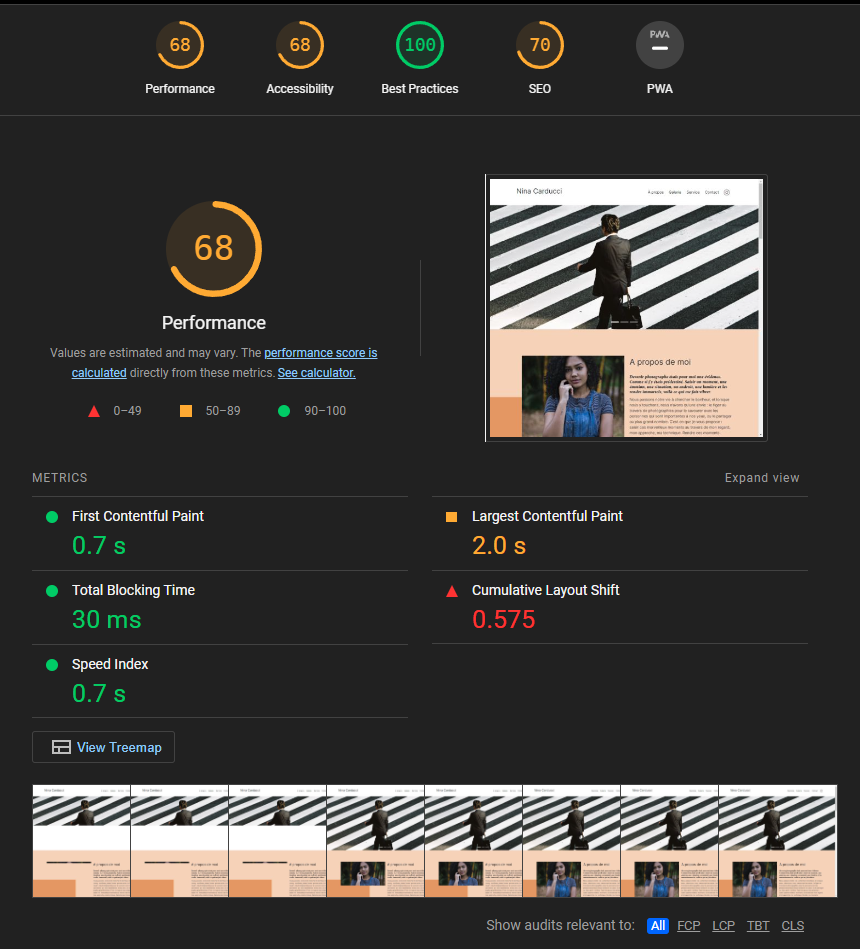 68
68
100
70
PWA
Performance
Accessibility
Best Practices
SEO
PWA
68
Performance
Values are estimated and may vary. The performance score is
calculated directly from these metrics. See calculator.
0–49
50–89
90–100
Nina Carducci
A propos
Galerie
Service
Contact
A propos de moi
METRICS
Expand view
First Contentful Paint
0.7 s
Largest Contentful Paint
2.0 s
Total Blocking Time
30 ms
Cumulative Layout Shift
0.575
Speed Index
0.7 s
View Treemap
Show audits relevant to: All FCP LCP TBT CLS